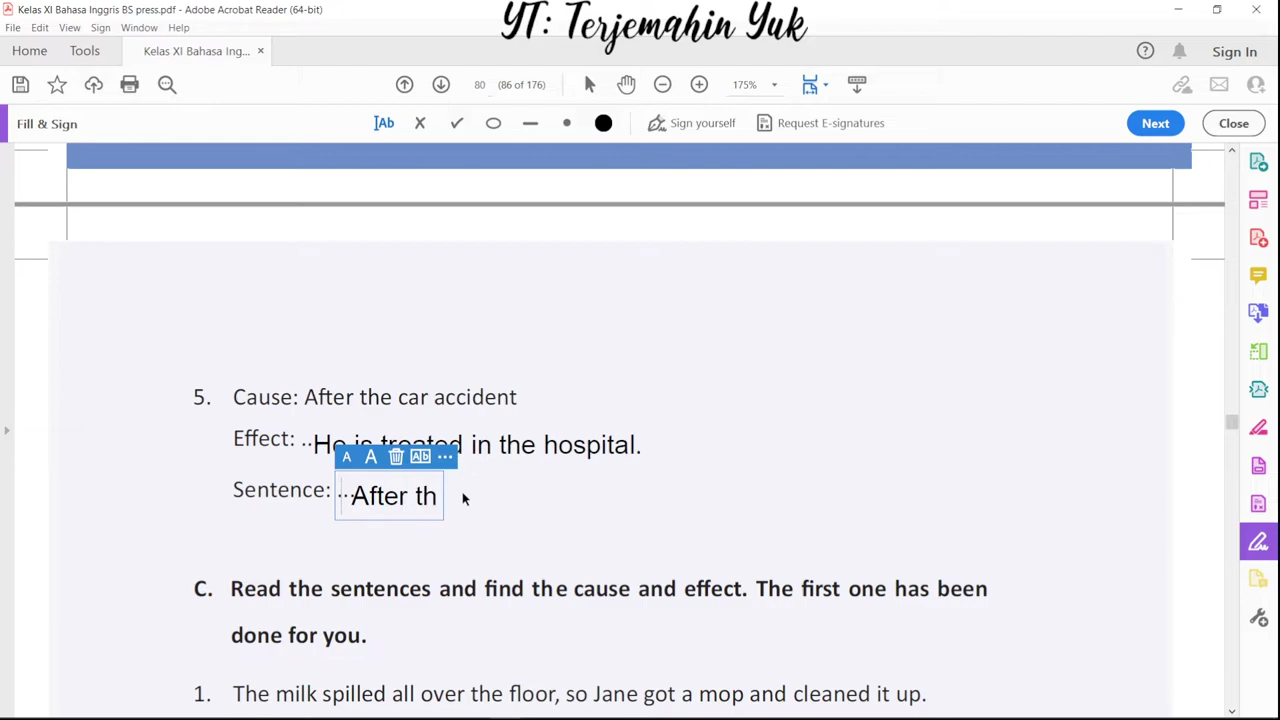 Kelas XI Bahasa Inggris BS press.pdf - Adobe Acrobat Reader (64-bit)
YT: Terjemahin Yuk
File Edit View Sign Window Help
Home Tools Kelas XI Bahasa Ing... × Sign In
80 (86 of 176) 175%
Fill & Sign Ab Sign yourself Request E-signatures Next Close
5. Cause: After the car accident
Effect: ..He is treated in the hospital.
A A Ab ...
Sentence: ...After th
C. Read the sentences and find the cause and effect. The first one has been
done for you.
1. The milk spilled all over the floor, so Jane got a mop and cleaned it up.